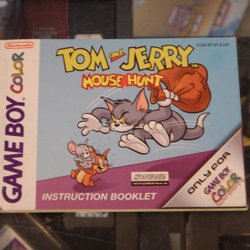 Nintendo
GAME BOY COLOR
TOM AND JERRY
MOUSE HUNT
ONLY FOR
GAME BOY
COLOR
INSTRUCTION BOOKLET